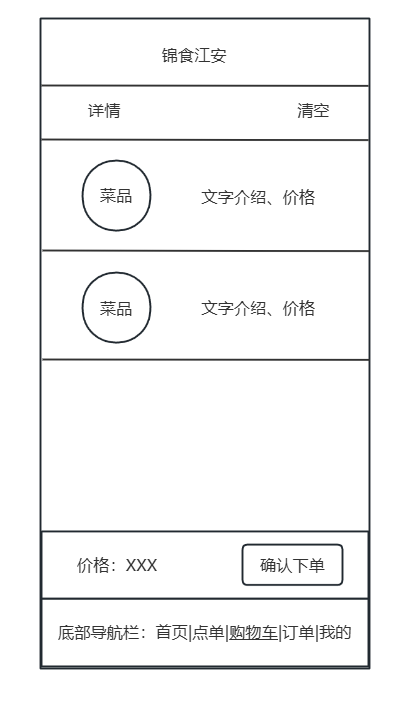 锦食江安
详情 清空
菜品 文字介绍、价格
菜品 文字介绍、价格
价格：XXX 确认下单
底部导航栏：首页|点单|购物车|订单|我的